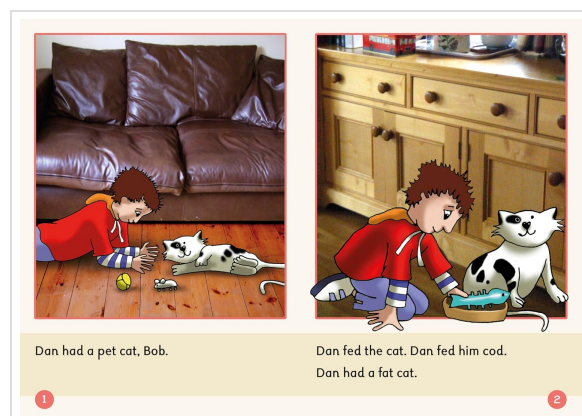 Dan had a pet cat, Bob.
1
Dan fed the cat. Dan fed him cod.
Dan had a fat cat.
2